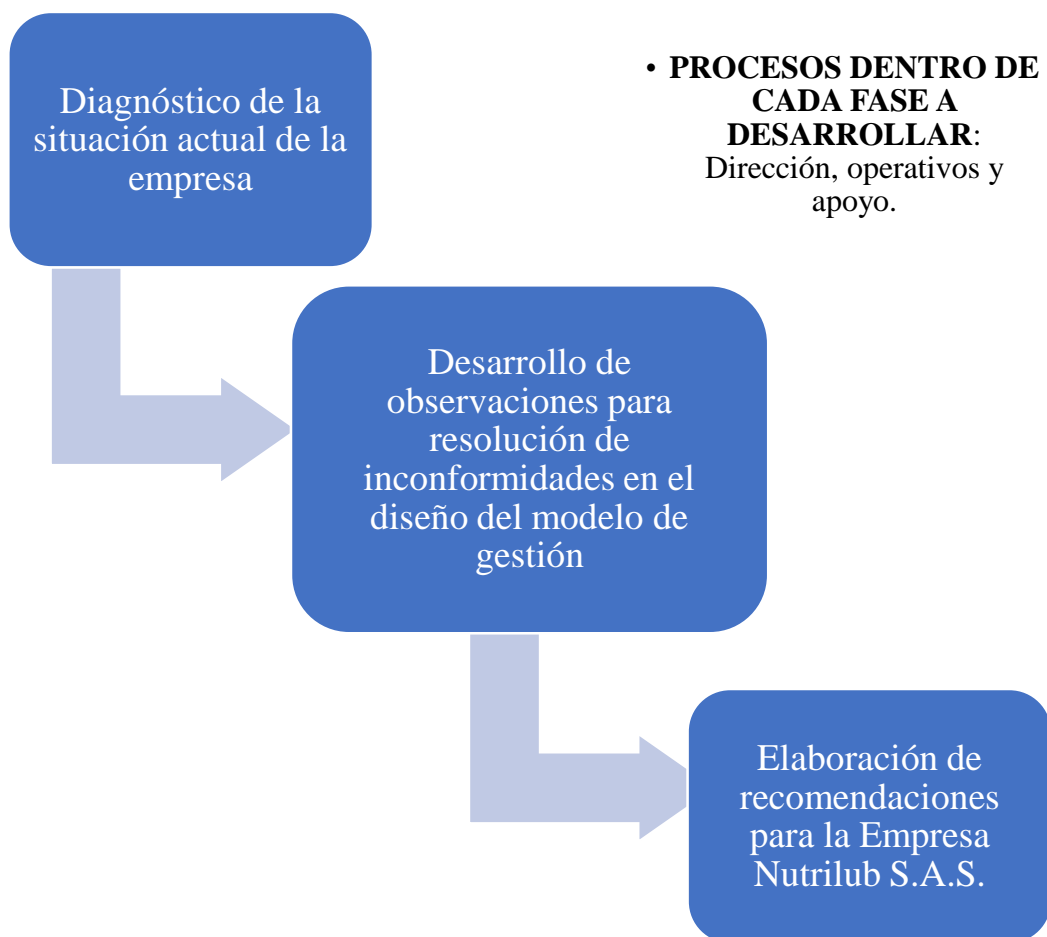 Diagnóstico de la
situación actual de la
empresa
• PROCESOS DENTRO DE
CADA FASE A
DESARROLLAR:
Dirección, operativos y
apoyo.
Desarrollo de
observaciones para
resolución de
inconformidades en el
diseño del modelo de
gestión
Elaboración de
recomendaciones
para la Empresa
Nutrilub S.A.S.